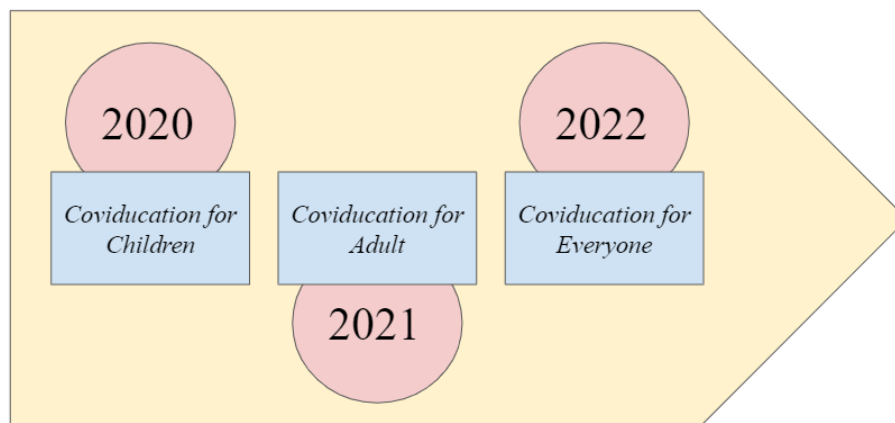 2020
Coviducation for
Children
Coviducation for
Adult
2021
2022
Coviducation for
Everyone